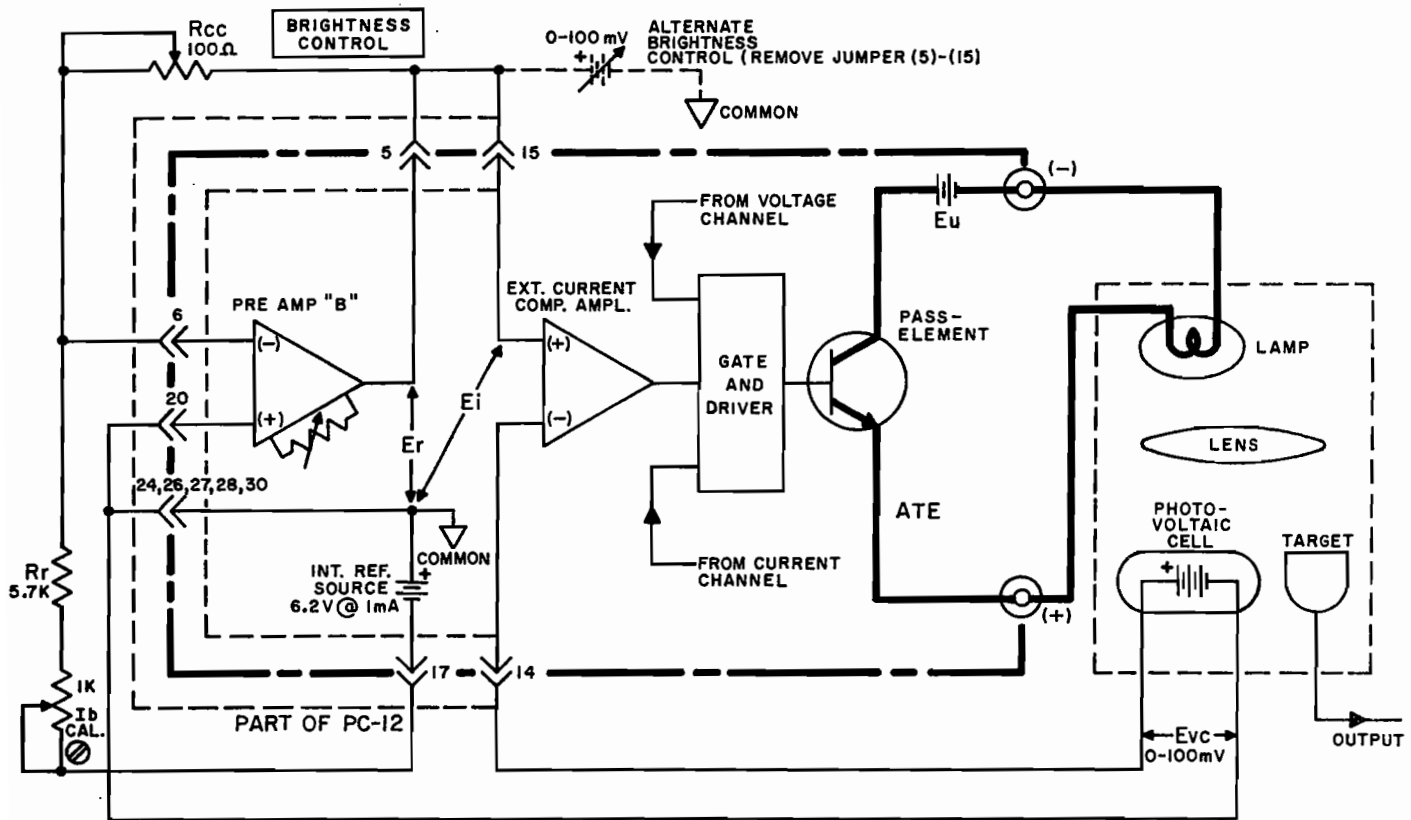 Rcc
100Ω
BRIGHTNESS
CONTROL
0-100 mV
+
ALTERNATE
BRIGHTNESS
CONTROL (REMOVE JUMPER (5)-(15)
COMMON
5
15
(-)
FROM VOLTAGE
CHANNEL
Eu
PRE AMP "B"
EXT. CURRENT
COMP. AMPL.
6
(-)
(+)
PASS-
ELEMENT
LAMP
GATE
AND
DRIVER
20
(+)
Er
Ei
(-)
LENS
24,26,27,28,30
COMMON
ATE
PHOTO-
VOLTAIC
CELL
TARGET
Rr
5.7K
INT. REF.
SOURCE
6.2V @ 1mA
+
FROM CURRENT
CHANNEL
+
(+)
1K
Ib
CAL.
17
14
PART OF PC-12
Evc
0-100mV
OUTPUT